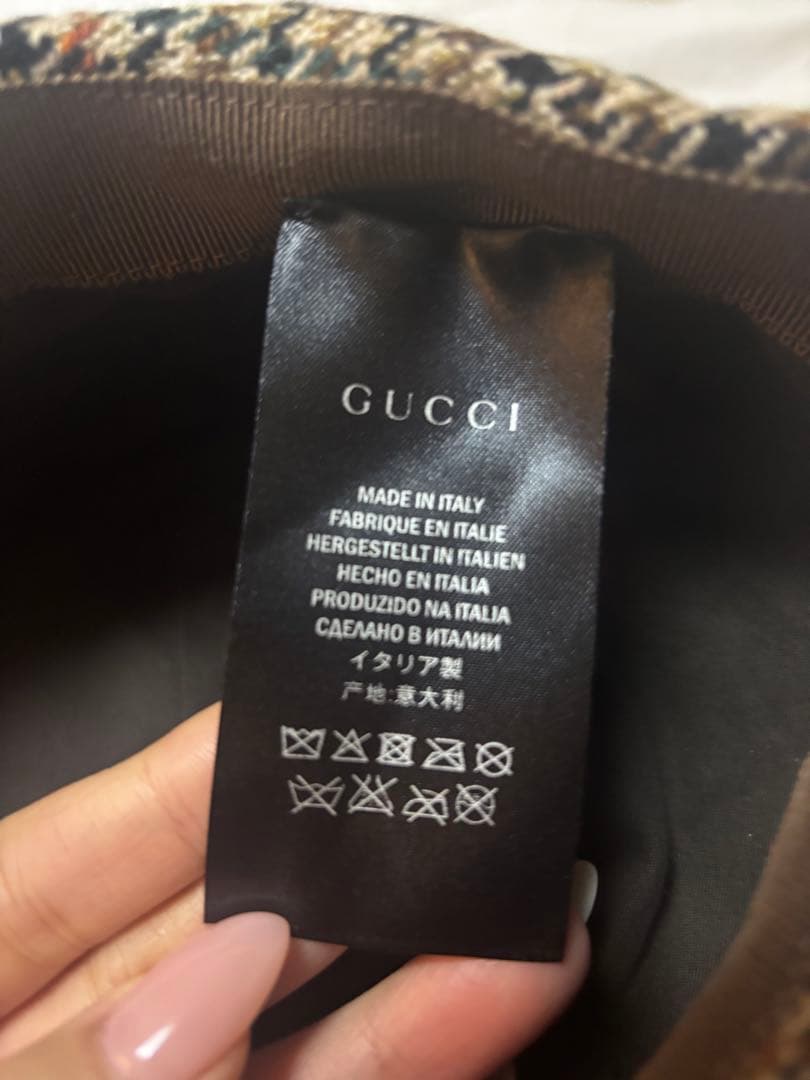 GUCCI
MADE IN ITALY
FABRIQUE EN ITALIE
HERGESTELLT IN ITALIEN
HECHO EN ITALIA
PRODUZIDO NA ITALIA
СДЕЛАНО В ИТАЛИИ
イタリア製
产地:意大利